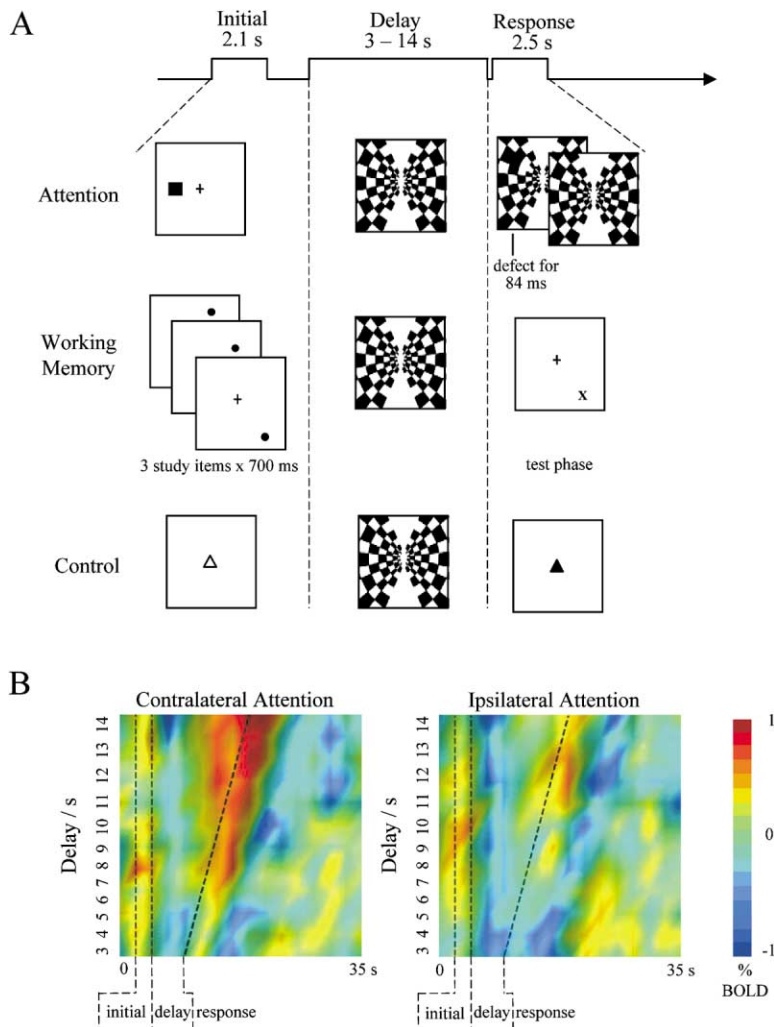 A
Initial
2.1 s
Delay
3 – 14 s
Response
2.5 s
Attention
defect for
84 ms
Working
Memory
x
3 study items x 700 ms
test phase
Control
B
Contralateral Attention
Ipsilateral Attention
Delay / s
14
13
12
11
10
9
8
7
6
5
4
3
0
35 s
initial
delay
response
Delay / s
14
13
12
11
10
9
8
7
6
5
4
3
0
35 s
initial
delay
response
1
0
-1
%
BOLD